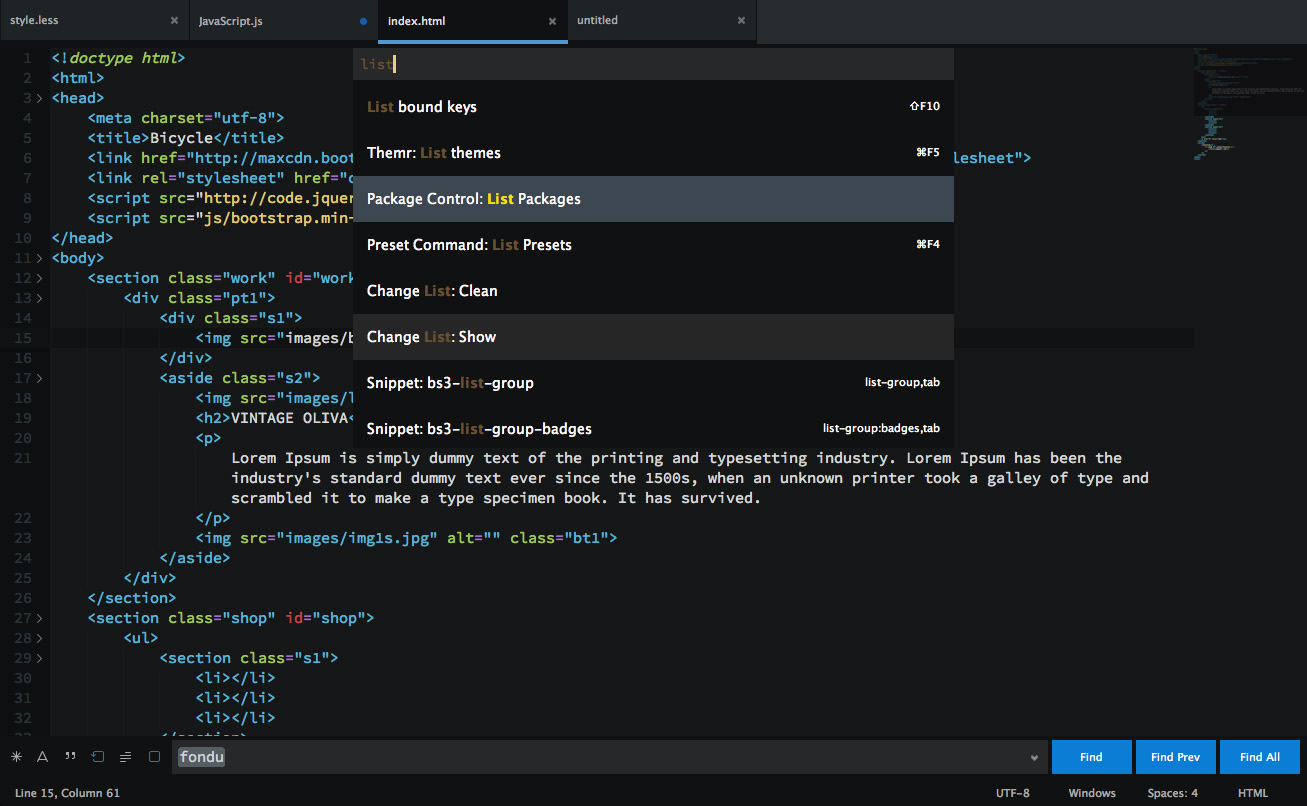 style.less
JavaScript.js
index.html
untitled
list
List bound keys ⇧F10
Themr: List themes ⌘F5
Package Control: List Packages
Preset Command: List Presets ⌘F4
Change List: Clean
Change List: Show
Snippet: bs3-list-group list-group,tab
Snippet: bs3-list-group-badges list-group:badges,tab
1 <!doctype html>
2 <html>
3 <head>
4 <meta charset="utf-8">
5 <title>Bicycle</title>
6 <link href="http://maxcdn.boot lesheet">
7 <link rel="stylesheet" href="
8 <script src="http://code.jquer
9 <script src="js/bootstrap.min-
10 </head>
11 <body>
12 <section class="work" id="work
13 <div class="pt1">
14 <div class="s1">
15 <img src="images/b
16 </div>
17 <aside class="s2">
18 <img src="images/l
19 <h2>VINTAGE OLIVA<
20 <p>
21 Lorem Ipsum is simply dummy text of the printing and typesetting industry. Lorem Ipsum has been the
industry's standard dummy text ever since the 1500s, when an unknown printer took a galley of type and
scrambled it to make a type specimen book. It has survived.
22 </p>
23 <img src="images/img1s.jpg" alt="" class="bt1">
24 </aside>
25 </div>
26 </section>
27 <section class="shop" id="shop">
28 <ul>
29 <section class="s1">
30 <li></li>
31 <li></li>
32 <li></li>
33 </section>
fondu
Find
Find Prev
Find All
Line 15, Column 61
UTF-8
Windows
Spaces: 4
HTML